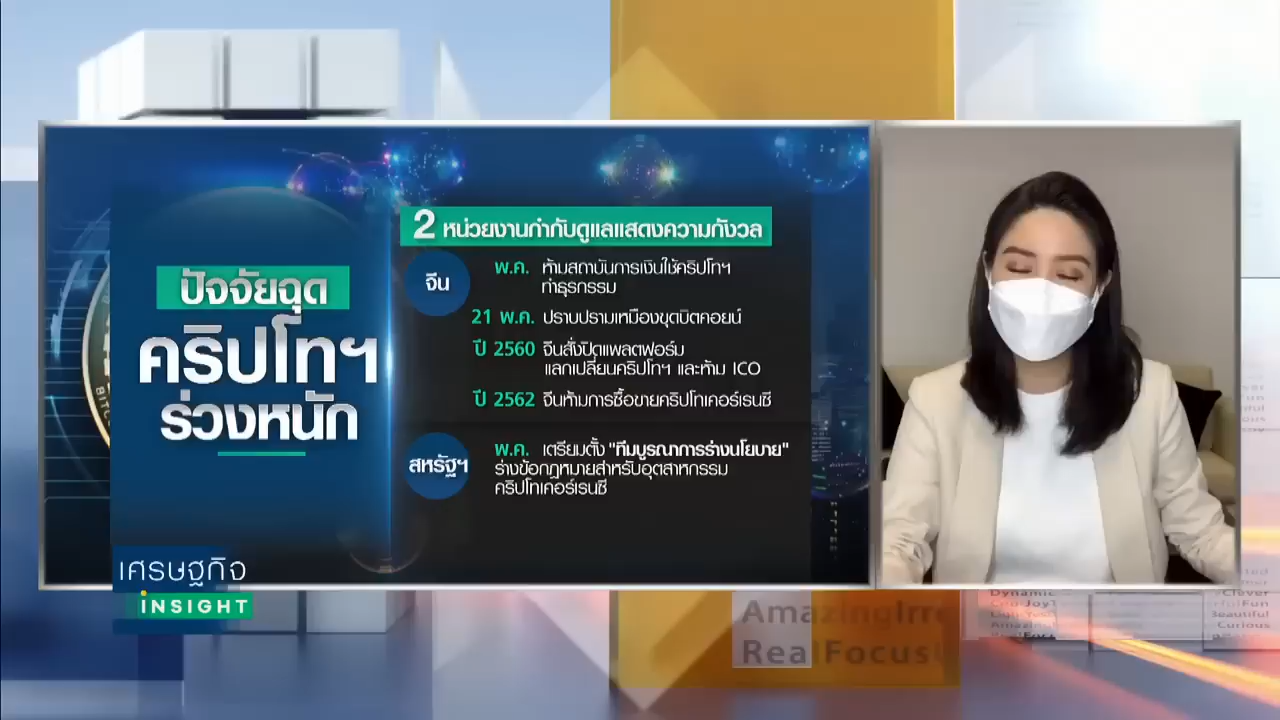 ปัจจัยฉุด
คริปโทฯ
ร่วงหนัก
2 หน่วยงานกำกับดูแลแสดงความกังวล
จีน
พ.ค. ห้ามสถาบันการเงินใช้คริปโทฯ
ทำธุรกรรม
21 พ.ค. ปราบปรามเหมืองขุดบิตคอยน์
ปี 2560 จีนสั่งปิดแพลตฟอร์ม
แลกเปลี่ยนคริปโทฯ และห้าม ICO
ปี 2562 จีนห้ามการซื้อขายคริปโทเคอร์เรนซี
สหรัฐฯ
พ.ค. เตรียมตั้ง "ทีมบูรณาการร่างนโยบาย"
ร่างข้อกฎหมายสำหรับอุตสาหกรรม
คริปโทเคอร์เรนซี
เศรษฐกิจ
INSIGHT
AmazingIrre
RealFocus
Dynamic
Clever
Fun
Beautiful
Curious